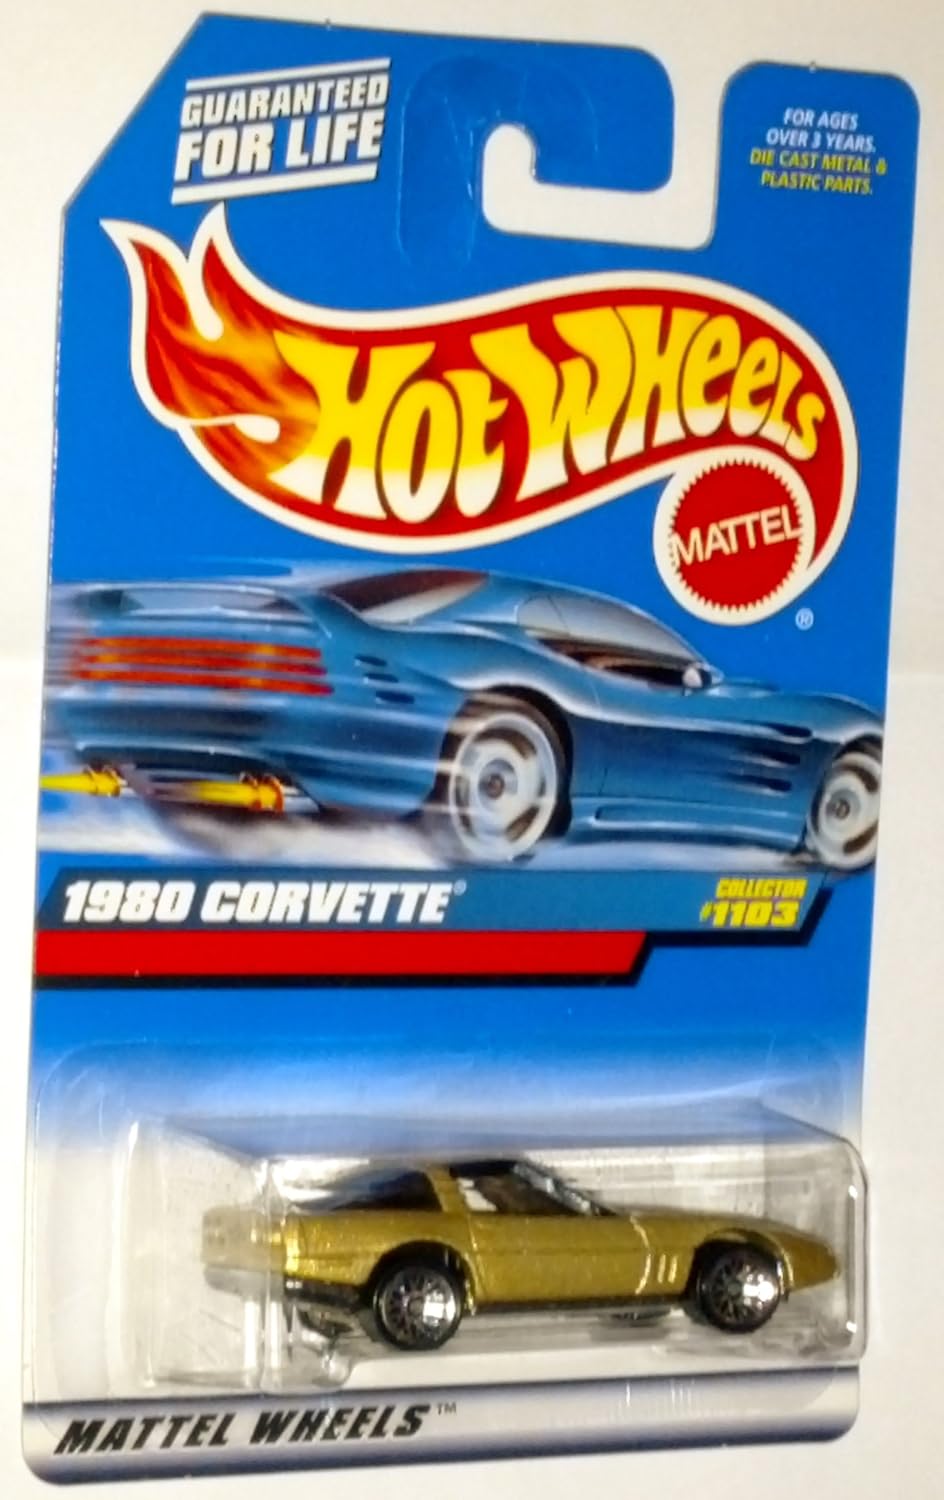 GUARANTEED
FOR LIFE
FOR AGES
OVER 3 YEARS.
DIE CAST METAL &
PLASTIC PARTS.
HOT WHEELS
MATTEL
®
1980 CORVETTE®
COLLECTOR
#1103
MATTEL WHEELS™